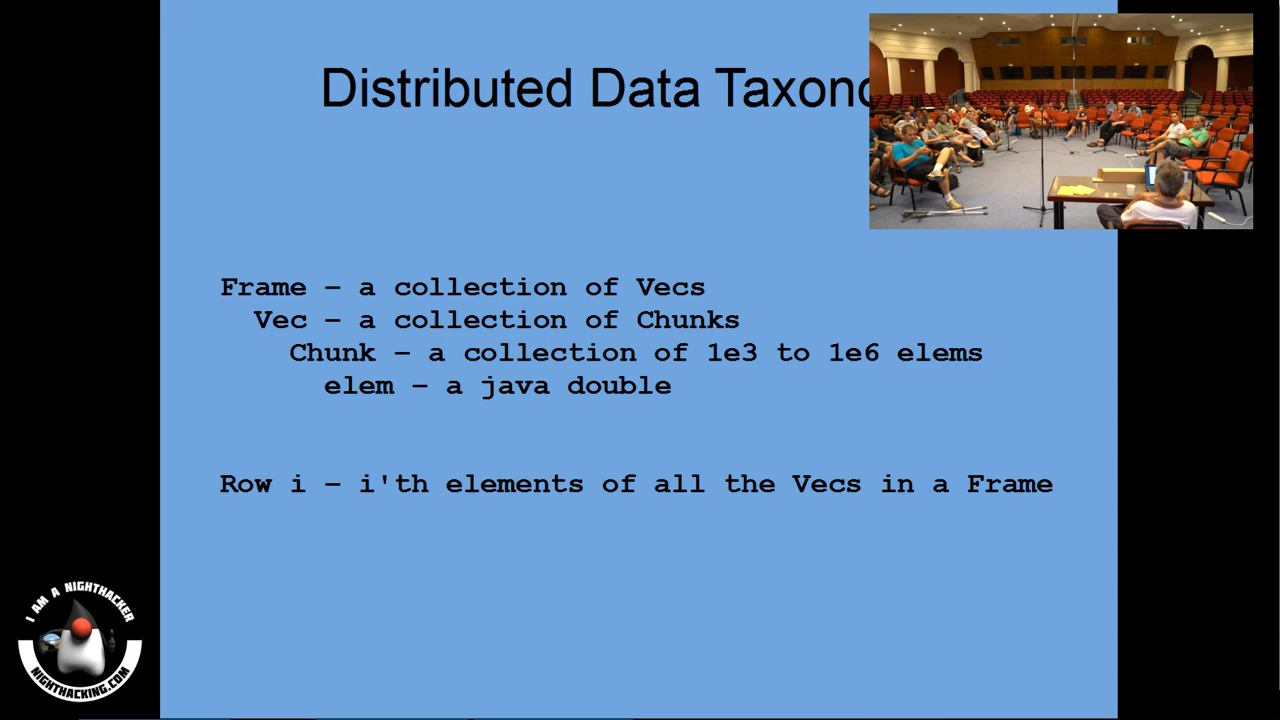 Distributed Data Taxono
Frame – a collection of Vecs
Vec – a collection of Chunks
Chunk – a collection of 1e3 to 1e6 elems
elem – a java double
Row i – i'th elements of all the Vecs in a Frame
I AM A NIGHTHACKER
NIGHTHACKING.COM